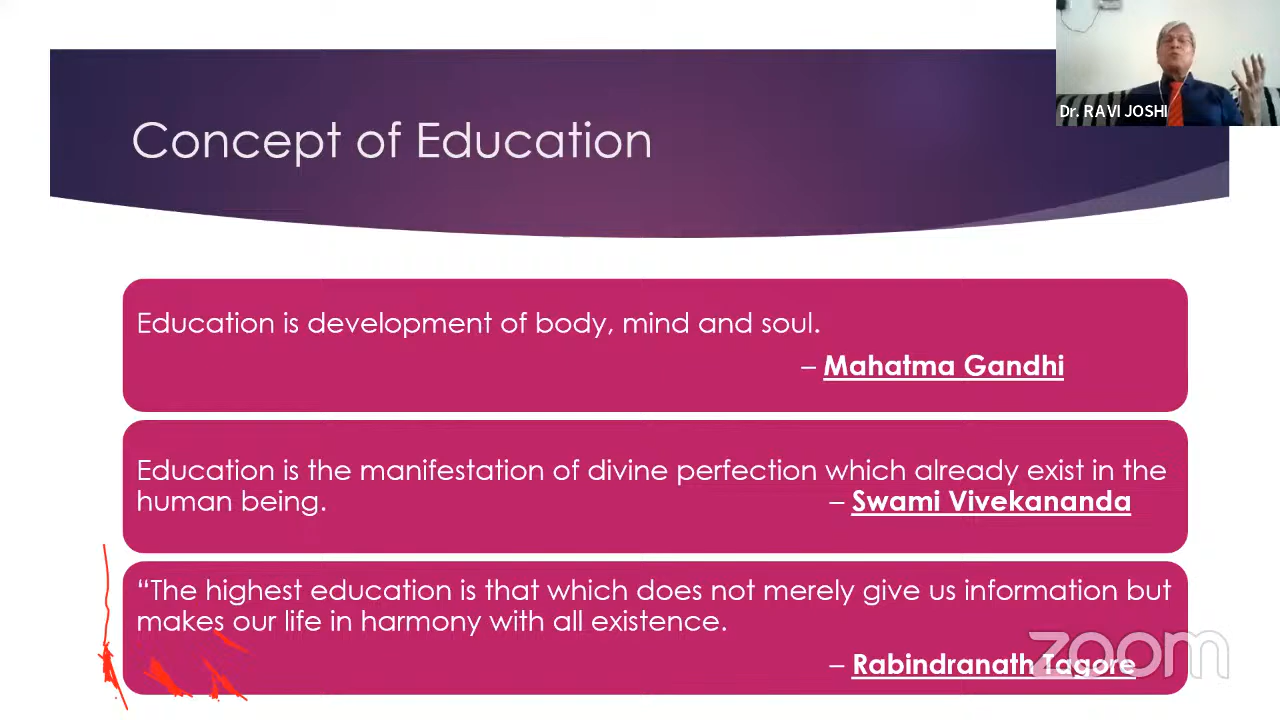 Dr. RAVI JOSHI
Concept of Education
Education is development of body, mind and soul.
– Mahatma Gandhi
Education is the manifestation of divine perfection which already exist in the
human being. – Swami Vivekananda
“The highest education is that which does not merely give us information but
makes our life in harmony with all existence.
– Rabindranath Tagore
zoom